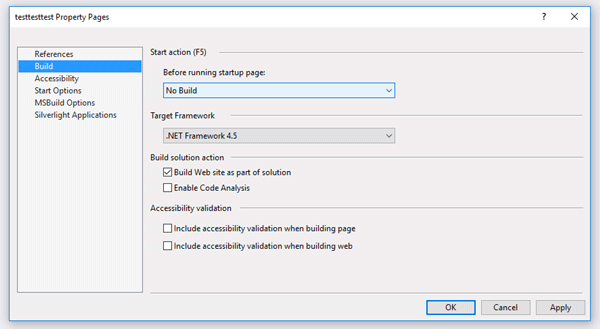 testtesttest Property Pages
References
Build
Accessibility
Start Options
MSBuild Options
Silverlight Applications
Start action (F5)
Before running startup page:
No Build
Target Framework
.NET Framework 4.5
Build solution action
Build Web site as part of solution
Enable Code Analysis
Accessibility validation
Include accessibility validation when building page
Include accessibility validation when building web
OK Cancel Apply